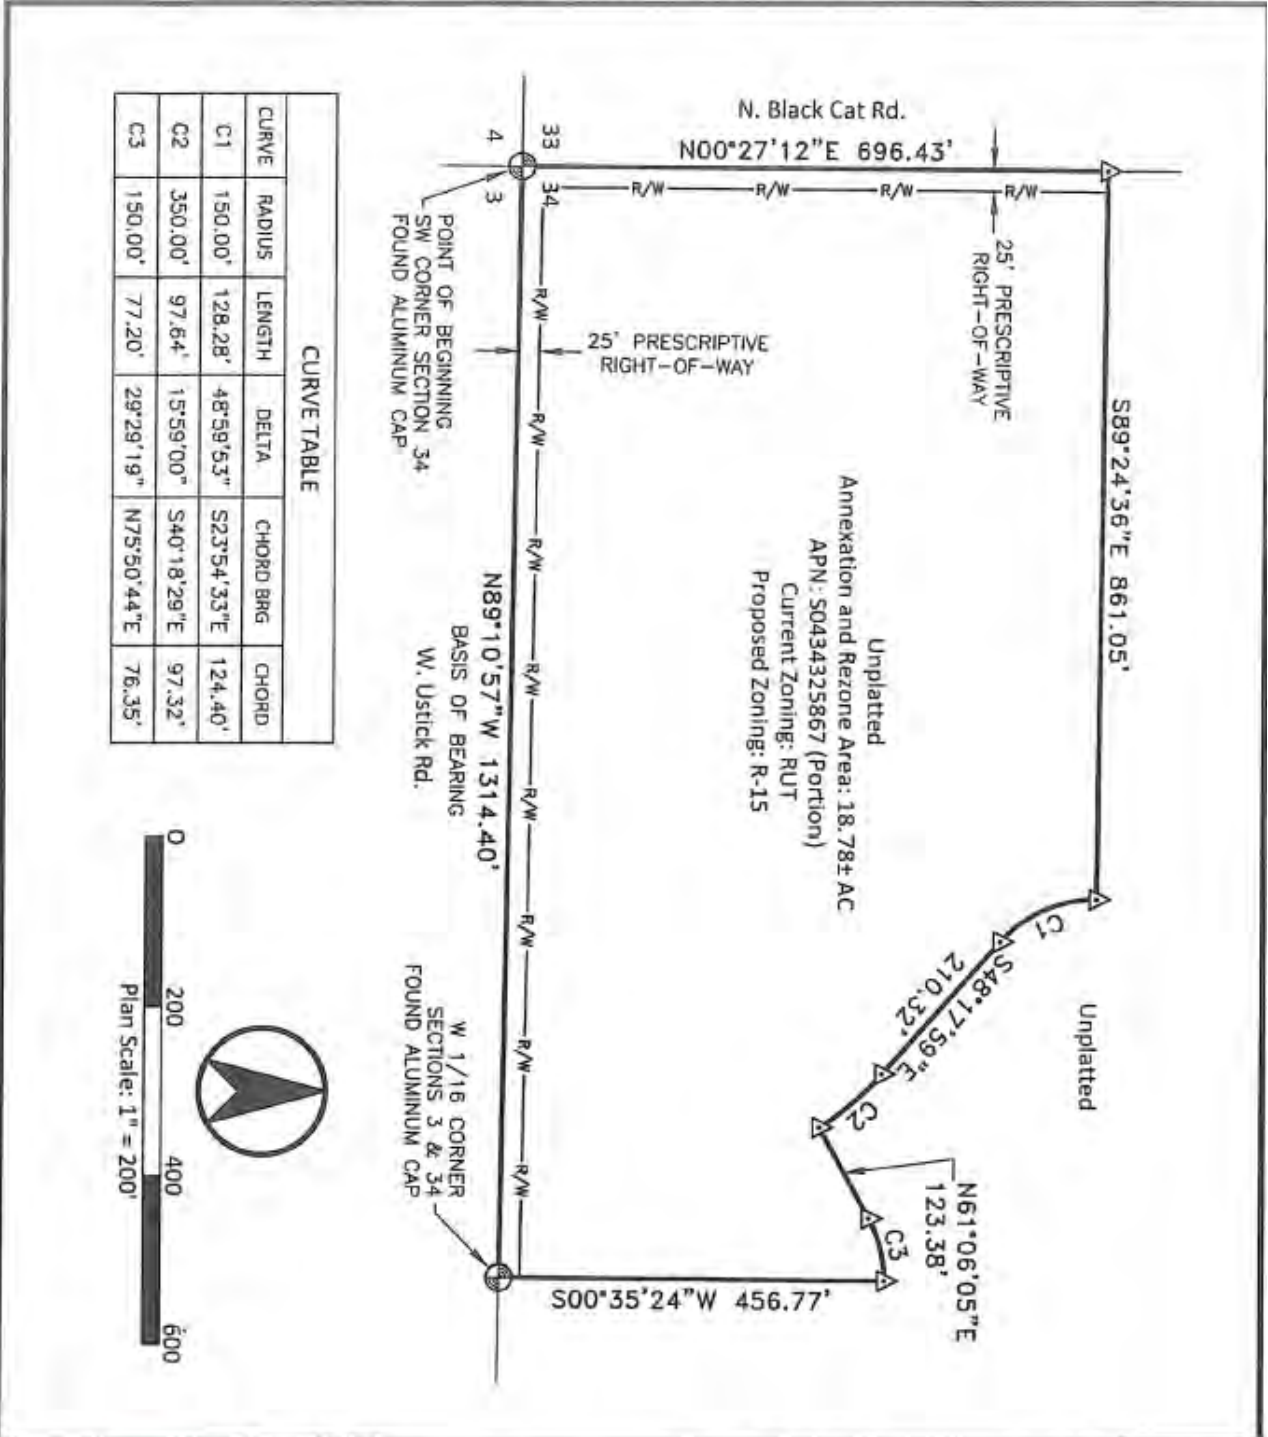 N. Black Cat Rd.
N00°27'12"E 696.43'
R/W R/W R/W R/W
25' PRESCRIPTIVE
RIGHT-OF-WAY
33
34
4
3
POINT OF BEGINNING
SW CORNER SECTION 34
FOUND ALUMINUM CAP
25' PRESCRIPTIVE
RIGHT-OF-WAY
S89°24'36"E 861.05'
Unplatted
Annexation and Rezone Area: 18.78± AC
APN: S0434325867 (Portion)
Current Zoning: RUT
Proposed Zoning: R-15
C1
S48°17'59"E
210.32'
C2
Unplatted
N61°06'05"E
123.38'
C3
S00°35'24"W 456.77'
R/W R/W R/W R/W R/W R/W R/W R/W
N89°10'57"W 1314.40'
BASIS OF BEARING
W. Ustick Rd.
W 1/16 CORNER
SECTIONS 3 & 34
FOUND ALUMINUM CAP
CURVE TABLE
CURVE RADIUS LENGTH DELTA CHORD BRG CHORD
C1 150.00' 128.28' 48°59'53" S23°54'33"E 124.40'
C2 350.00' 97.64' 15°59'00" S40°18'29"E 97.32'
C3 150.00' 77.20' 29°29'19" N75°50'44"E 76.35'
0 200 400 600
Plan Scale: 1" = 200'